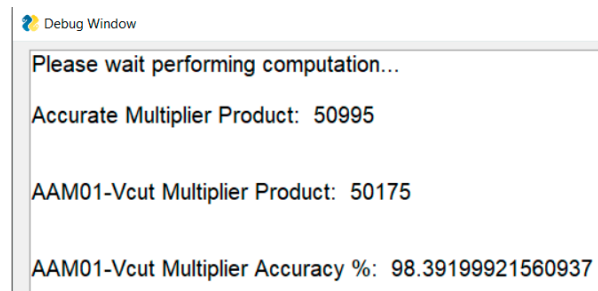 Debug Window
Please wait performing computation...
Accurate Multiplier Product: 50995
AAM01-Vcut Multiplier Product: 50175
AAM01-Vcut Multiplier Accuracy %: 98.39199921560937